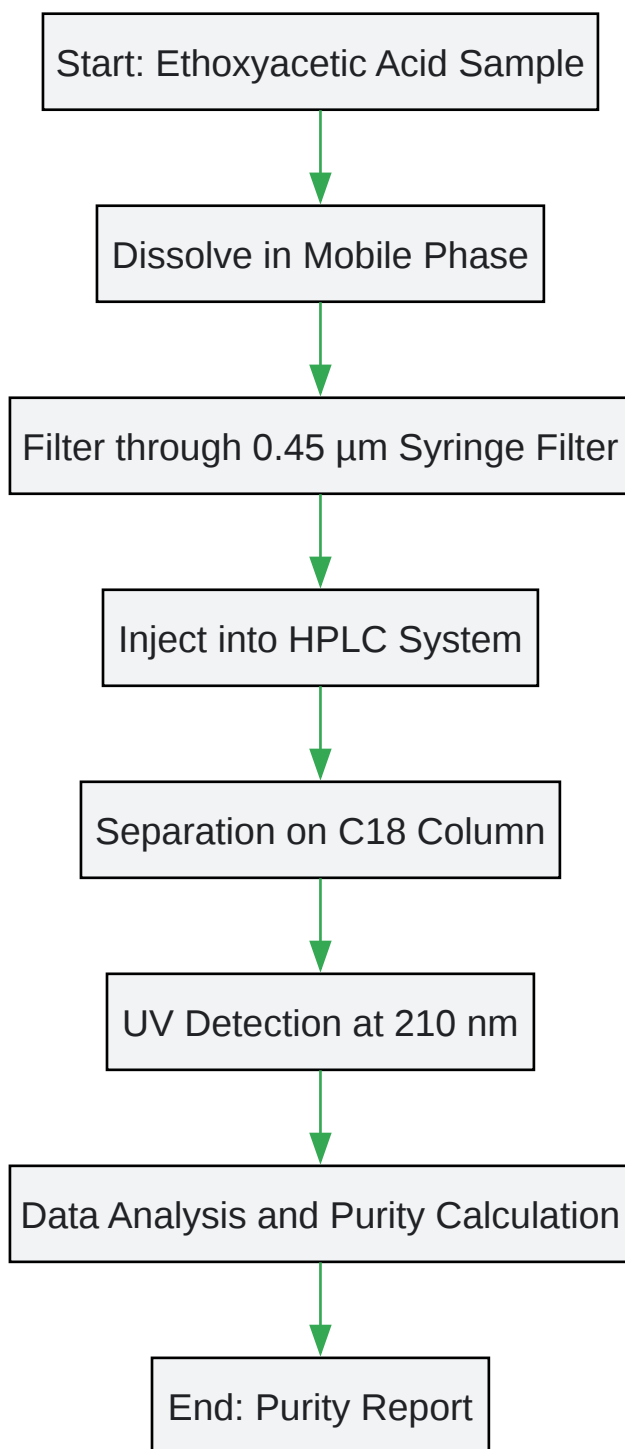 Start: Ethoxyacetic Acid Sample
Dissolve in Mobile Phase
Filter through 0.45 µm Syringe Filter
Inject into HPLC System
Separation on C18 Column
UV Detection at 210 nm
Data Analysis and Purity Calculation
End: Purity Report